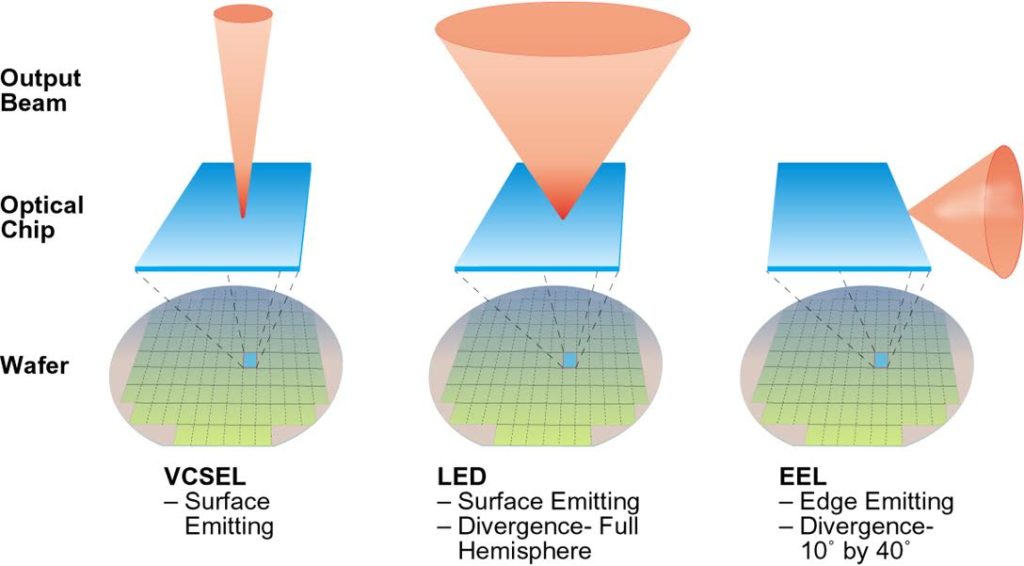 Output
Beam
Optical
Chip
Wafer
VCSEL
– Surface
Emitting
LED
– Surface Emitting
– Divergence- Full
Hemisphere
EEL
– Edge Emitting
– Divergence-
10˚ by 40˚